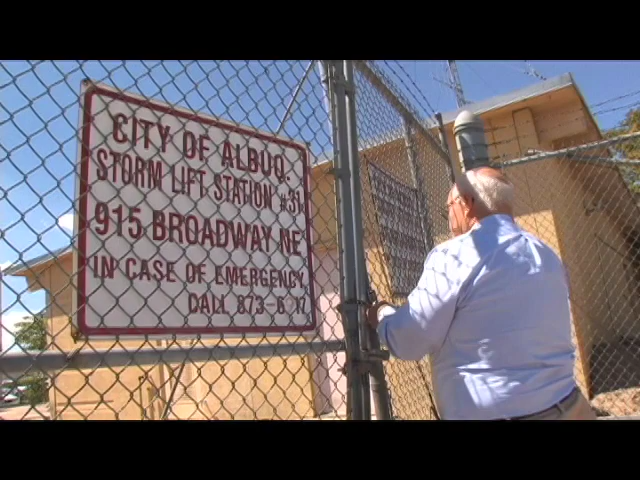 CITY OF ALBUQ.
STORM LIFT STATION #31
915 BROADWAY NE
IN CASE OF EMERGENCY
CALL